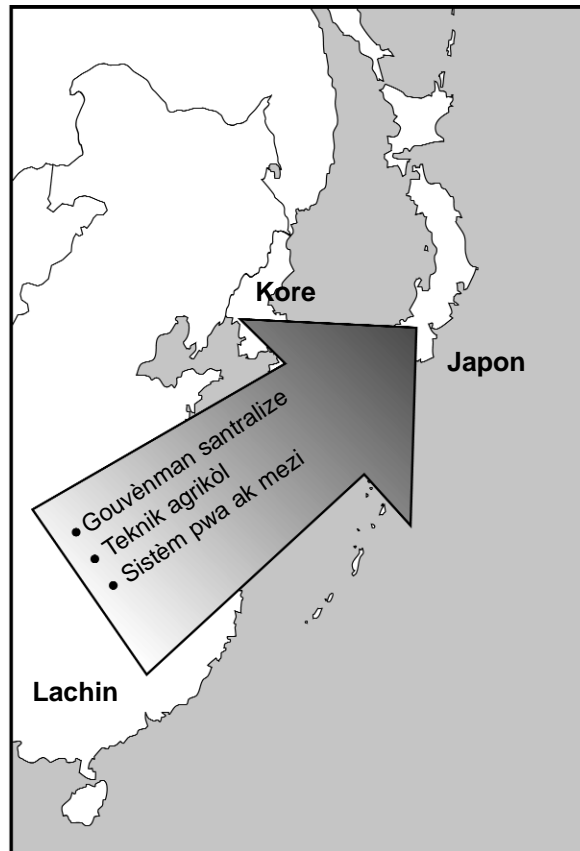 Kore
Japon
• Gouvènman santralize
• Teknik agrikòl
• Sistèm pwa ak mezi
Lachin